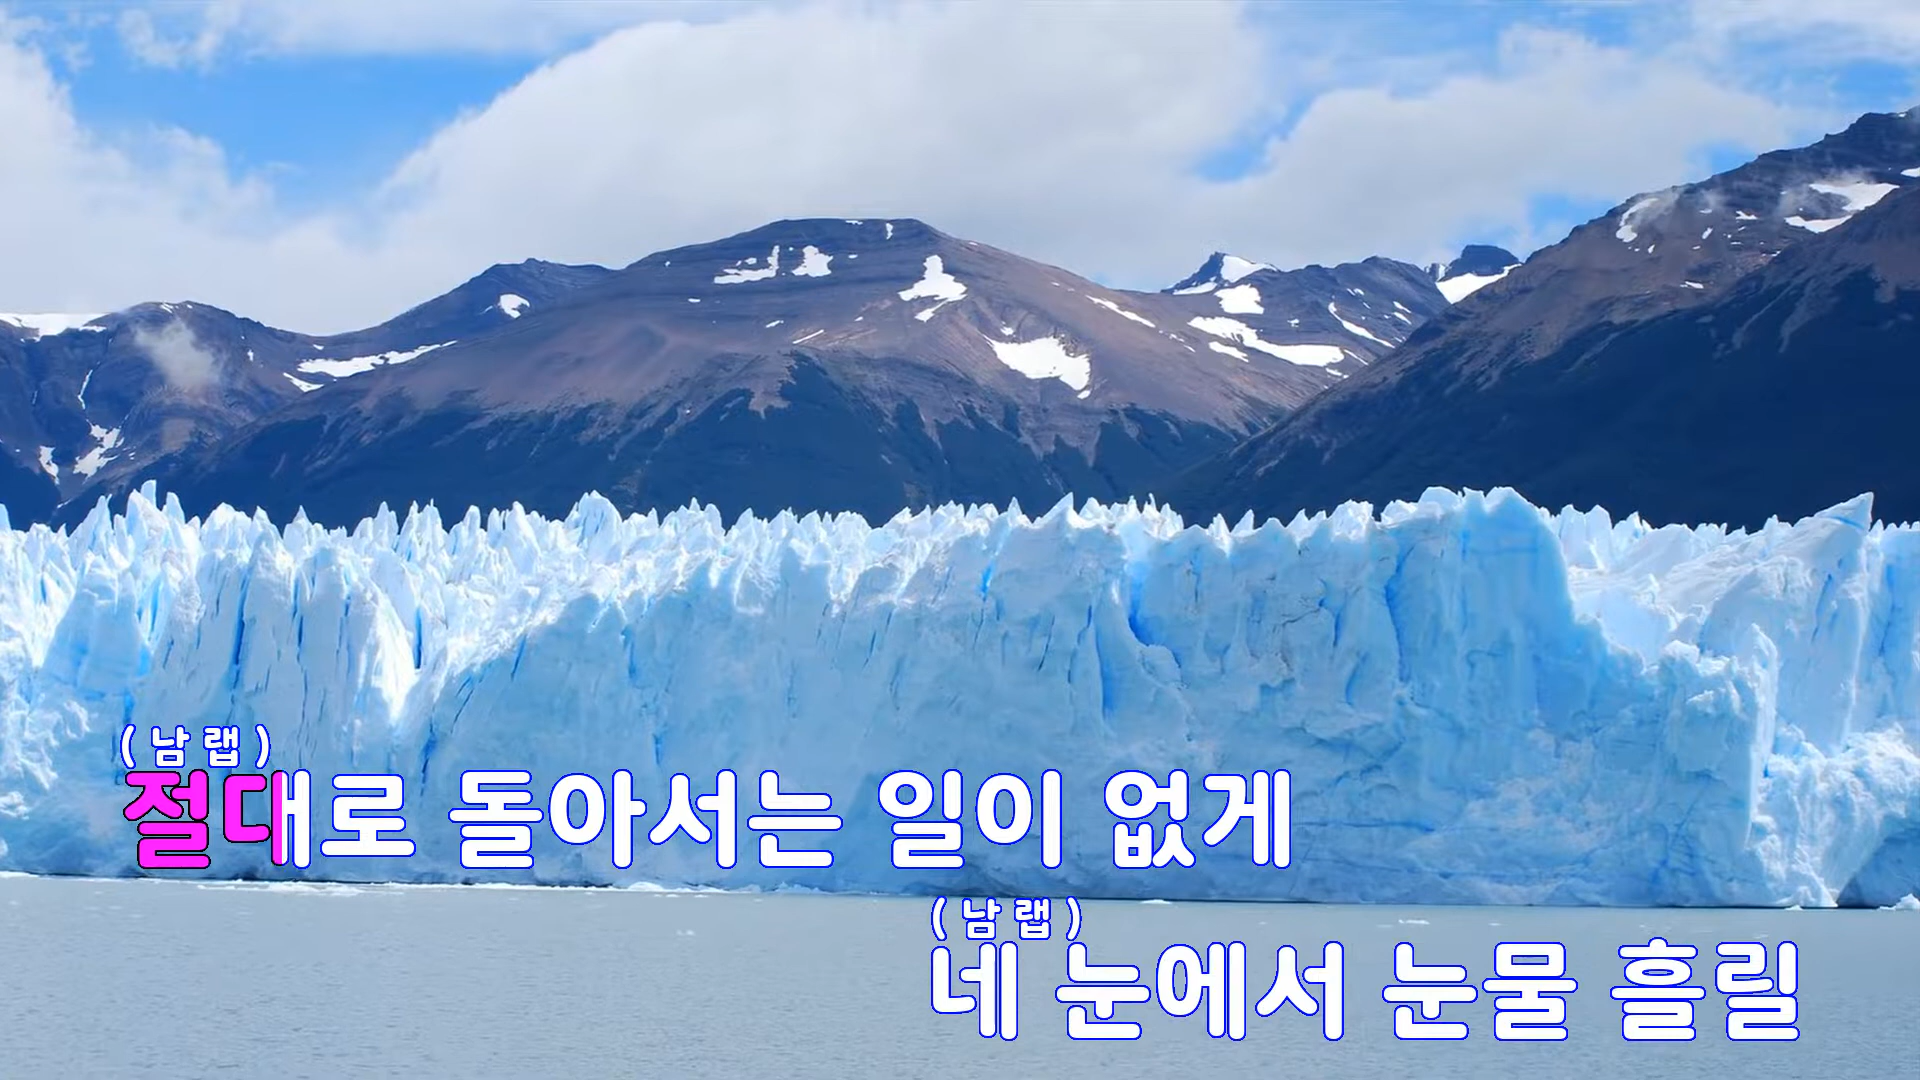 ( 남 랩 )
절대로 돌아서는 일이 없게
( 남 랩 )
네 눈에서 눈물 흘릴